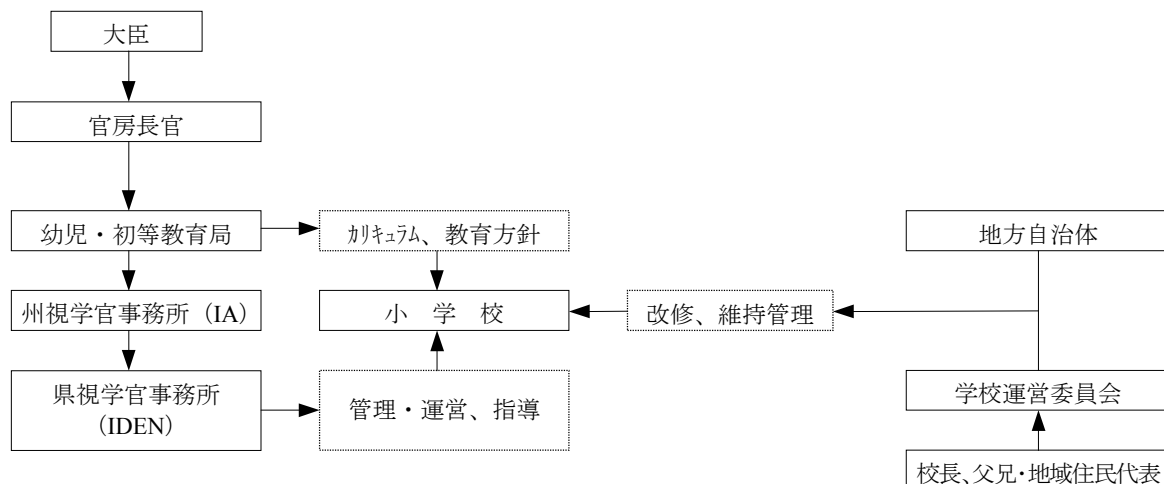 大臣
官房長官
幼児・初等教育局
ｶﾘｷｭﾗﾑ、教育方針
地方自治体
州視学官事務所（IA）
小　学　校
改修、維持管理
県視学官事務所
（IDEN）
管理・運営、指導
学校運営委員会
校長、父兄・地域住民代表